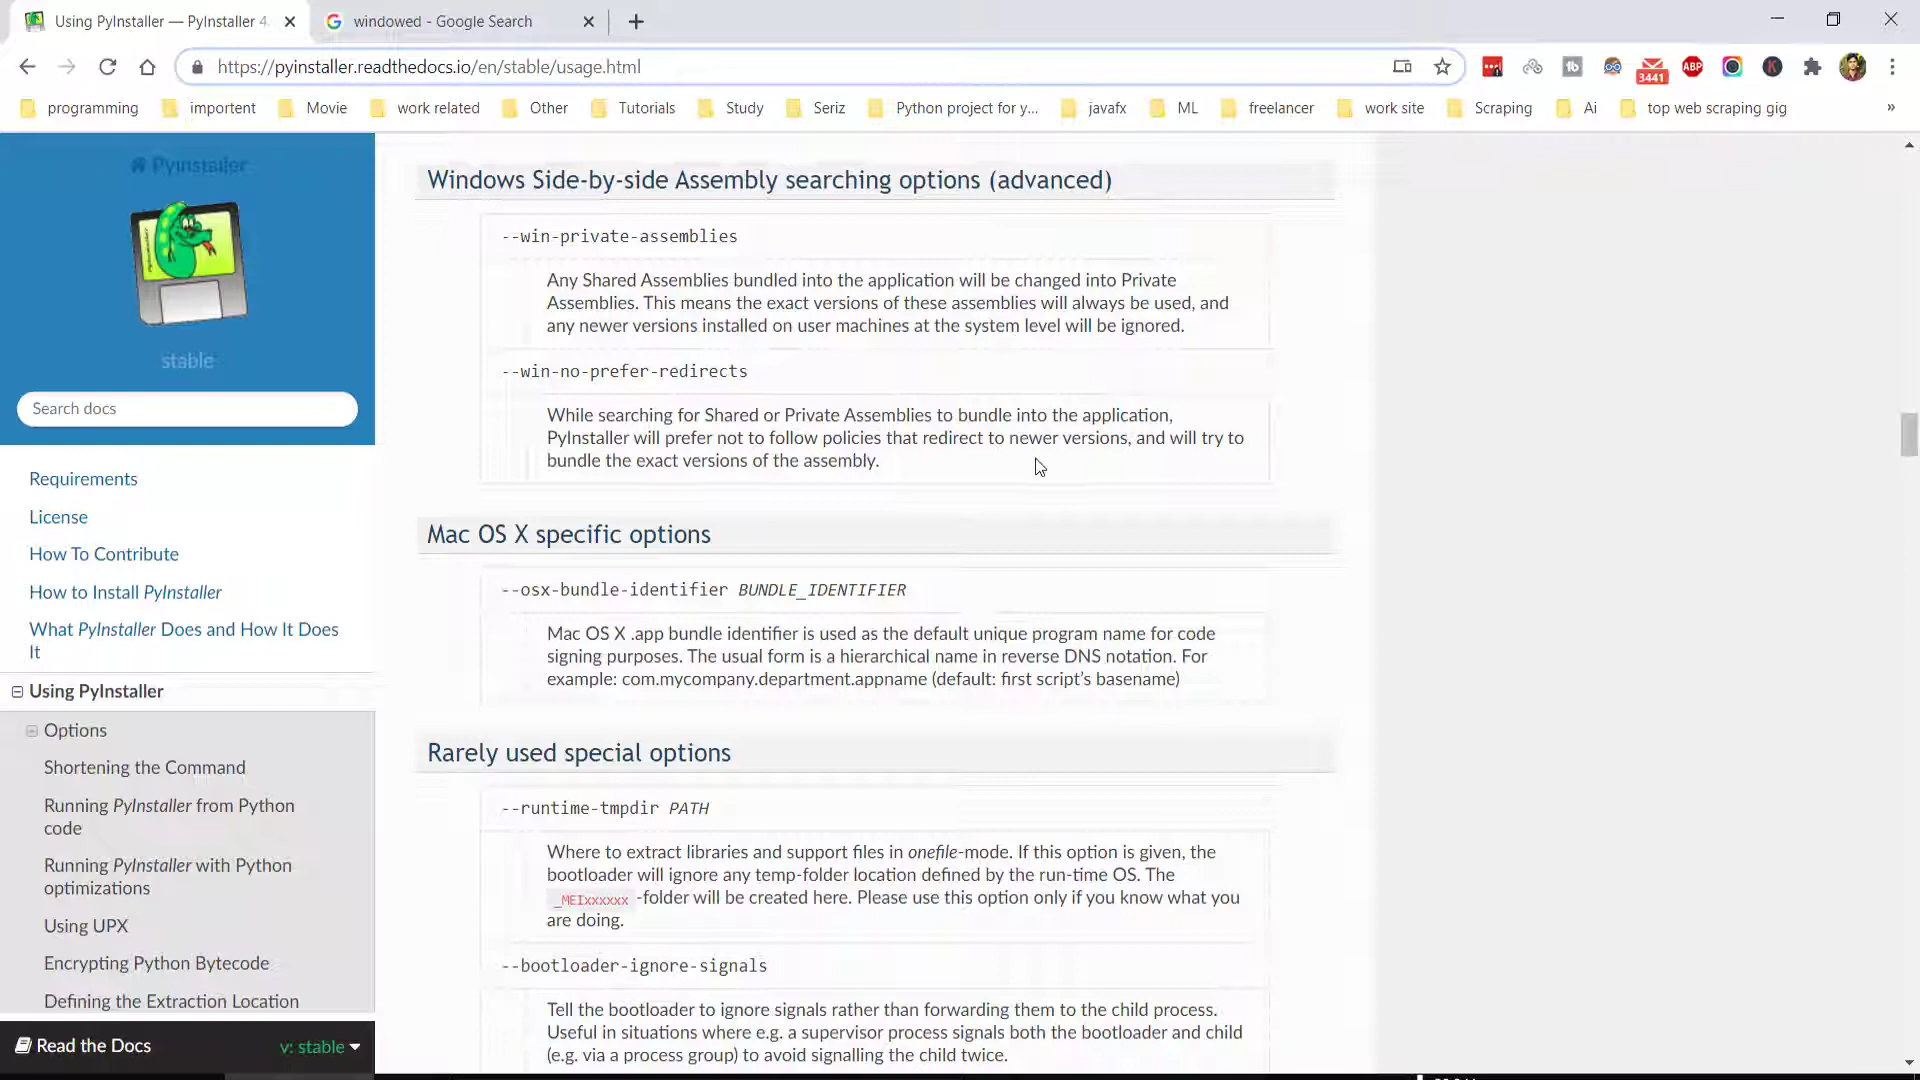 Using PyInstaller — PyInstaller 4.
windowed - Google Search
https://pyinstaller.readthedocs.io/en/stable/usage.html
3441
ABP
programming
importent
Movie
work related
Other
Tutorials
Study
Seriz
Python project for y...
javafx
ML
freelancer
work site
Scraping
Ai
top web scraping gig
»
PyInstaller
stable
Search docs
Requirements
License
How To Contribute
How to Install PyInstaller
What PyInstaller Does and How It Does
It
Using PyInstaller
Options
Shortening the Command
Running PyInstaller from Python
code
Running PyInstaller with Python
optimizations
Using UPX
Encrypting Python Bytecode
Defining the Extraction Location
Read the Docs
v: stable
Windows Side-by-side Assembly searching options (advanced)
--win-private-assemblies
Any Shared Assemblies bundled into the application will be changed into Private
Assemblies. This means the exact versions of these assemblies will always be used, and
any newer versions installed on user machines at the system level will be ignored.
--win-no-prefer-redirects
While searching for Shared or Private Assemblies to bundle into the application,
PyInstaller will prefer not to follow policies that redirect to newer versions, and will try to
bundle the exact versions of the assembly.
Mac OS X specific options
--osx-bundle-identifier BUNDLE_IDENTIFIER
Mac OS X .app bundle identifier is used as the default unique program name for code
signing purposes. The usual form is a hierarchical name in reverse DNS notation. For
example: com.mycompany.department.appname (default: first script’s basename)
Rarely used special options
--runtime-tmpdir PATH
Where to extract libraries and support files in onefile-mode. If this option is given, the
bootloader will ignore any temp-folder location defined by the run-time OS. The
_MEIxxxxxx -folder will be created here. Please use this option only if you know what you
are doing.
--bootloader-ignore-signals
Tell the bootloader to ignore signals rather than forwarding them to the child process.
Useful in situations where e.g. a supervisor process signals both the bootloader and child
(e.g. via a process group) to avoid signalling the child twice.